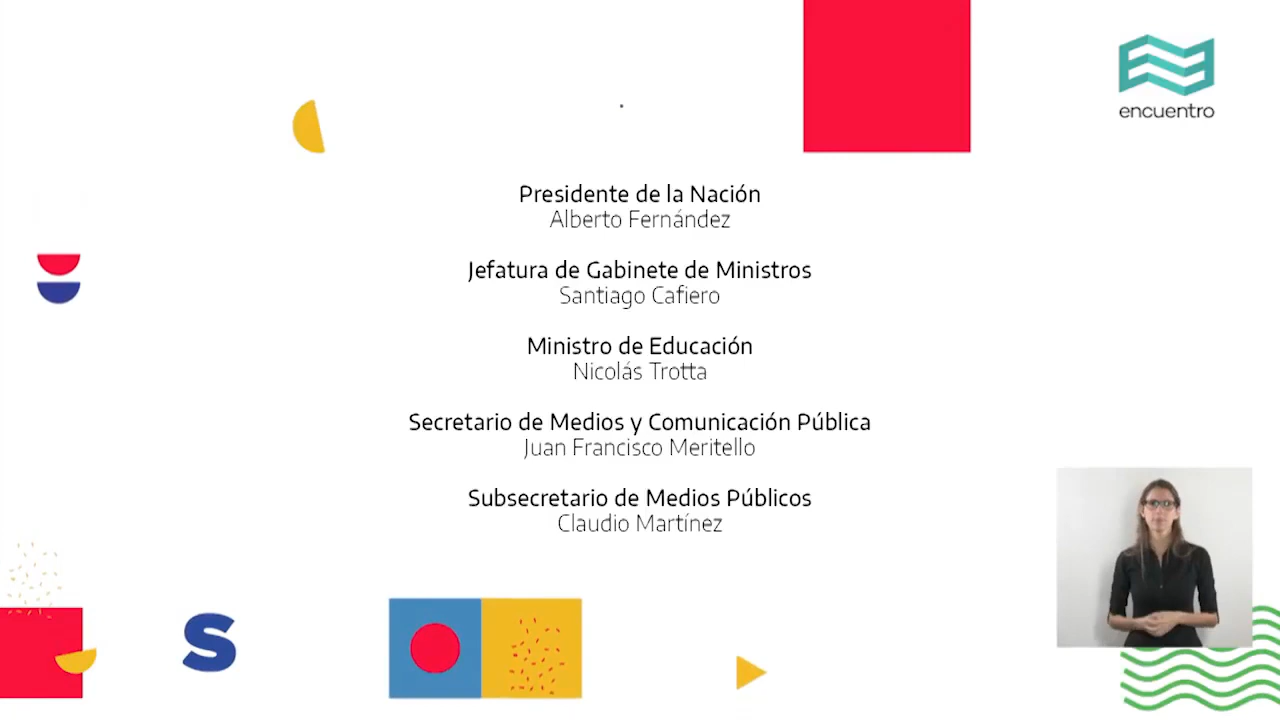 encuentro
Presidente de la Nación
Alberto Fernández
Jefatura de Gabinete de Ministros
Santiago Cafiero
Ministro de Educación
Nicolás Trotta
Secretario de Medios y Comunicación Pública
Juan Francisco Meritello
Subsecretario de Medios Públicos
Claudio Martínez
S